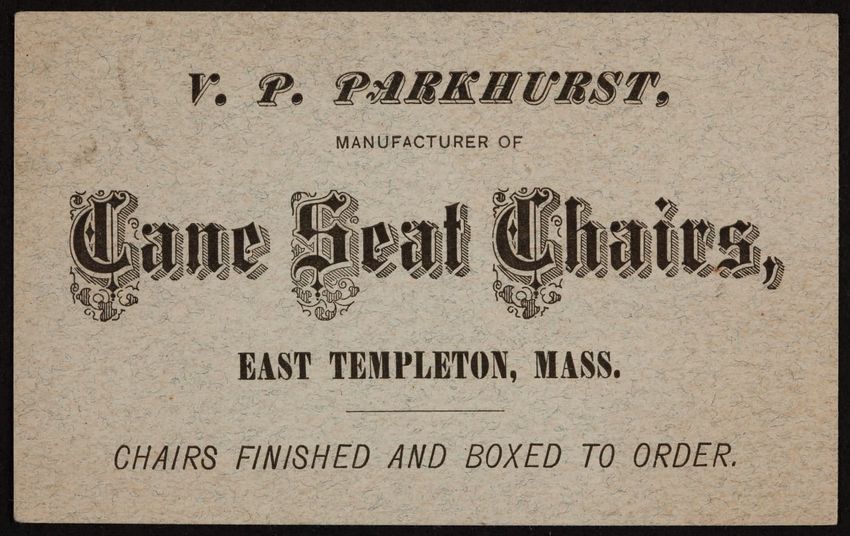 V. P. PARKHURST,
MANUFACTURER OF
Cane Seat Chairs,
EAST TEMPLETON, MASS.
CHAIRS FINISHED AND BOXED TO ORDER.